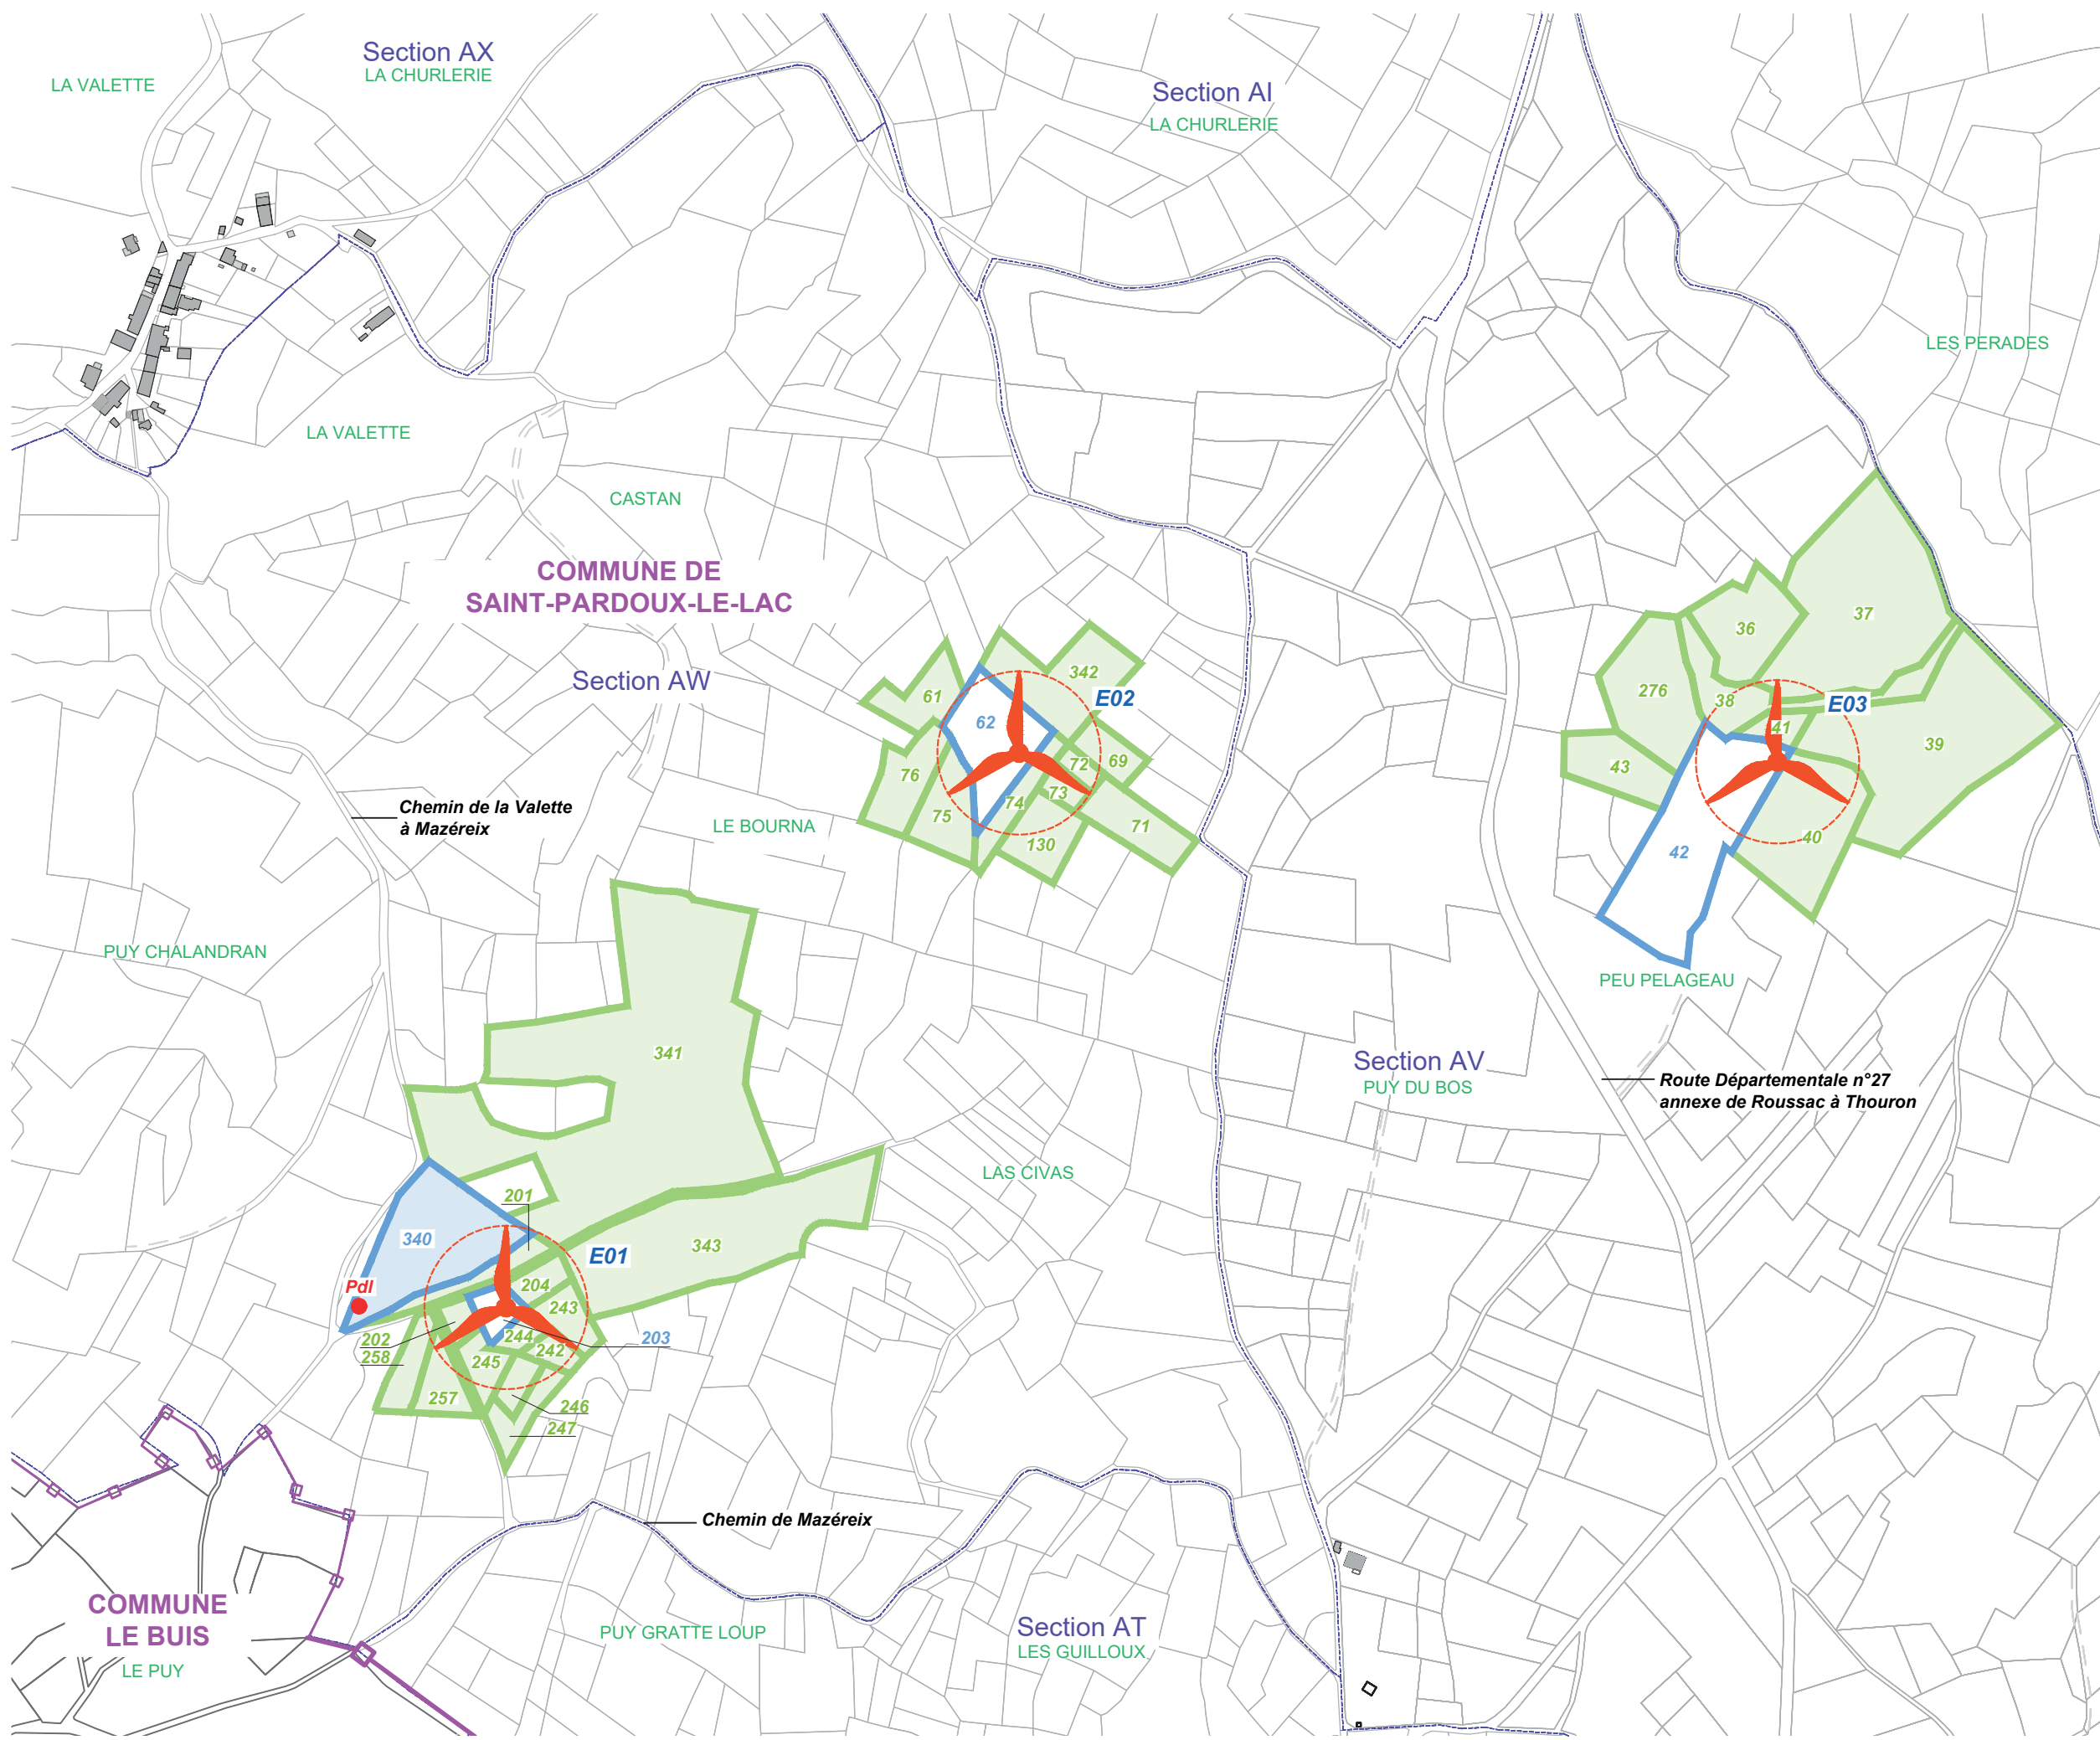 Section AX
LA CHURLERIE
LA VALETTE
Section AI
LA CHURLERIE
LES PERADES
LA VALETTE
CASTAN
COMMUNE DE
SAINT-PARDOUX-LE-LAC
Section AW
37
36
276
38
E03
41
39
43
42
40
342
61
E02
62
72
69
76
73
74
75
71
130
Chemin de la Valette
à Mazéreix
LE BOURNA
PUY CHALANDRAN
PEU PELAGEAU
341
Section AV
PUY DU BOS
Route Départementale n°27
annexe de Roussac à Thouron
LAS CIVAS
201
340
343
E01
Pdl
204
243
202
258
244
203
242
245
257
246
247
Chemin de Mazéreix
COMMUNE
LE BUIS
LE PUY
PUY GRATTE LOUP
Section AT
LES GUILLOUX